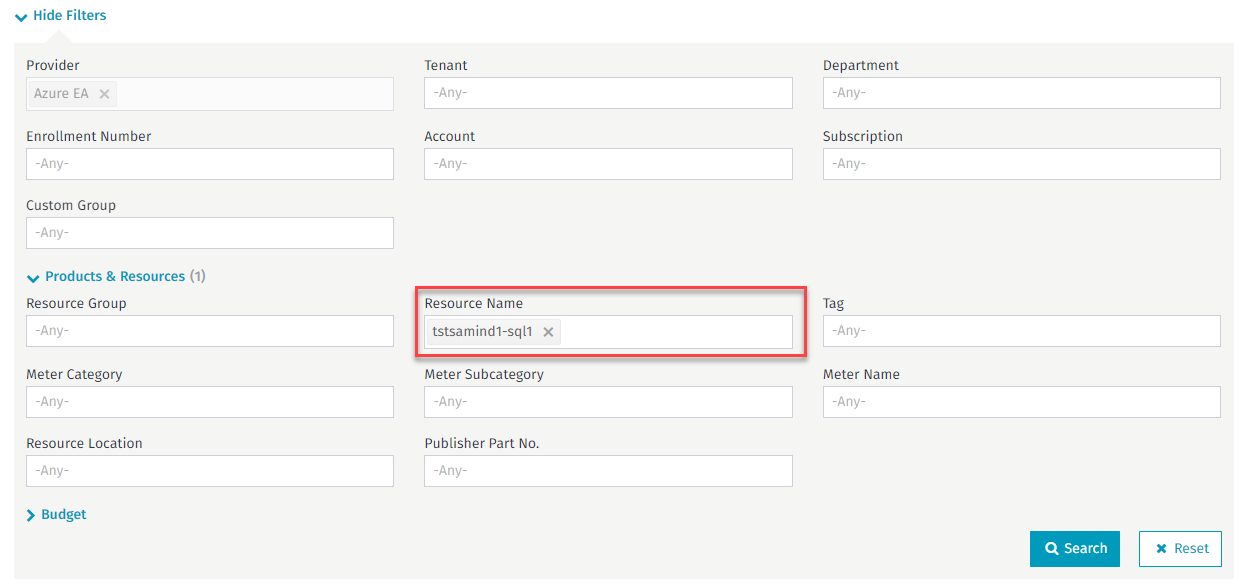 Hide Filters
Provider
Tenant
Department
Azure EA
-Any-
-Any-
Enrollment Number
Account
Subscription
-Any-
-Any-
-Any-
Custom Group
-Any-
Products & Resources (1)
Resource Group
Resource Name
Tag
-Any-
tstsamind1-sql1
-Any-
Meter Category
Meter Subcategory
Meter Name
-Any-
-Any-
-Any-
Resource Location
Publisher Part No.
-Any-
-Any-
Budget
Search
Reset